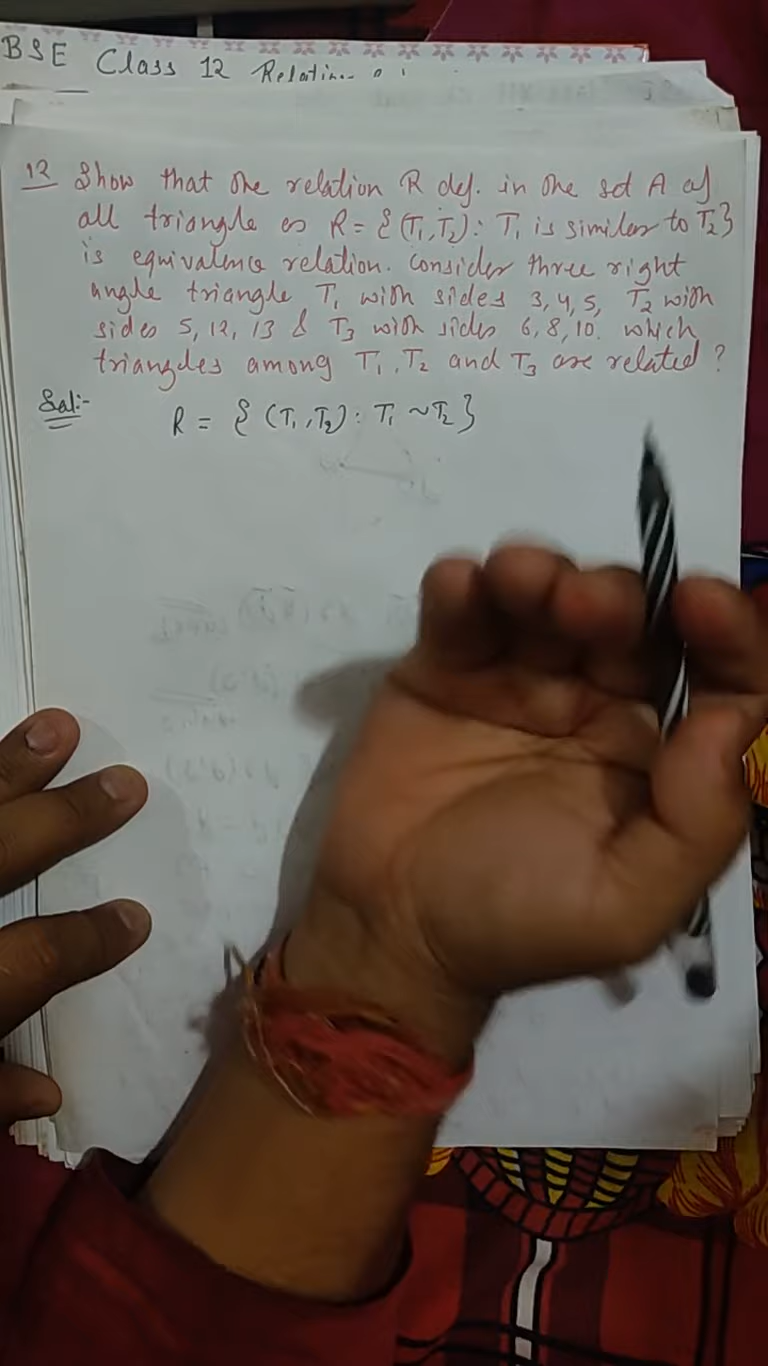 BSE Class 12 Relation
12 Show that the relation R def. in the set A of
all triangle as R = {(T₁,T₂): T₁ is similar to T₂}
is equivalence relation. Consider three right
angle triangle T₁ with sides 3,4,5, T₂ with
sides 5,12,13 & T₃ with sides 6,8,10. which
triangles among T₁,T₂ and T₃ are related?
Sol:-
R = { (T₁,T₂): T₁ ~ T₂ }